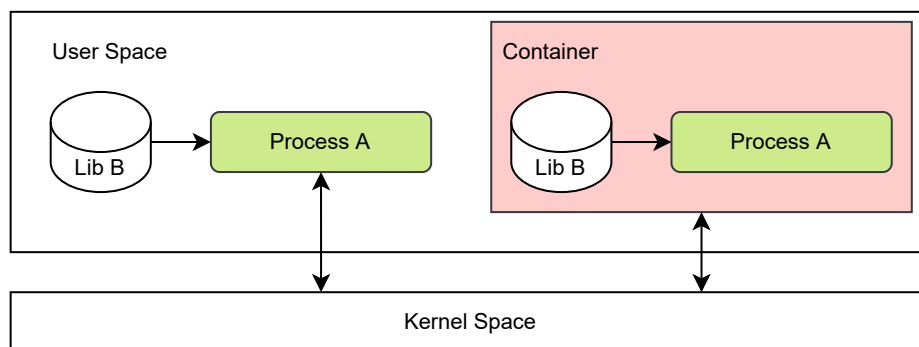 User Space
Container
Lib B
Process A
Lib B
Process A
Kernel Space